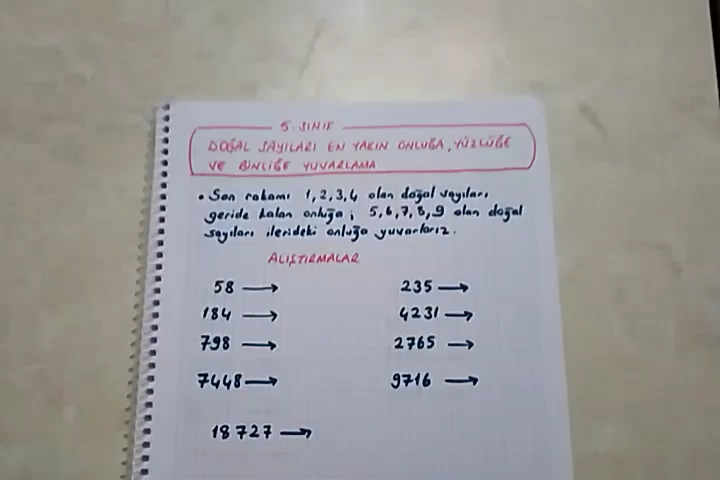 5. SINIF
DOĞAL SAYILARI EN YAKIN ONLUĞA, YÜZLÜĞE
VE BİNLİĞE YUVARLAMA
• Son rakamı 1,2,3,4 olan doğal sayıları
geride kalan onluğa; 5,6,7,8,9 olan doğal
sayıları ilerideki onluğa yuvarlarız.
ALIŞTIRMALAR
58 → 235 →
184 → 4231 →
798 → 2765 →
7448 → 9716 →
18727 →